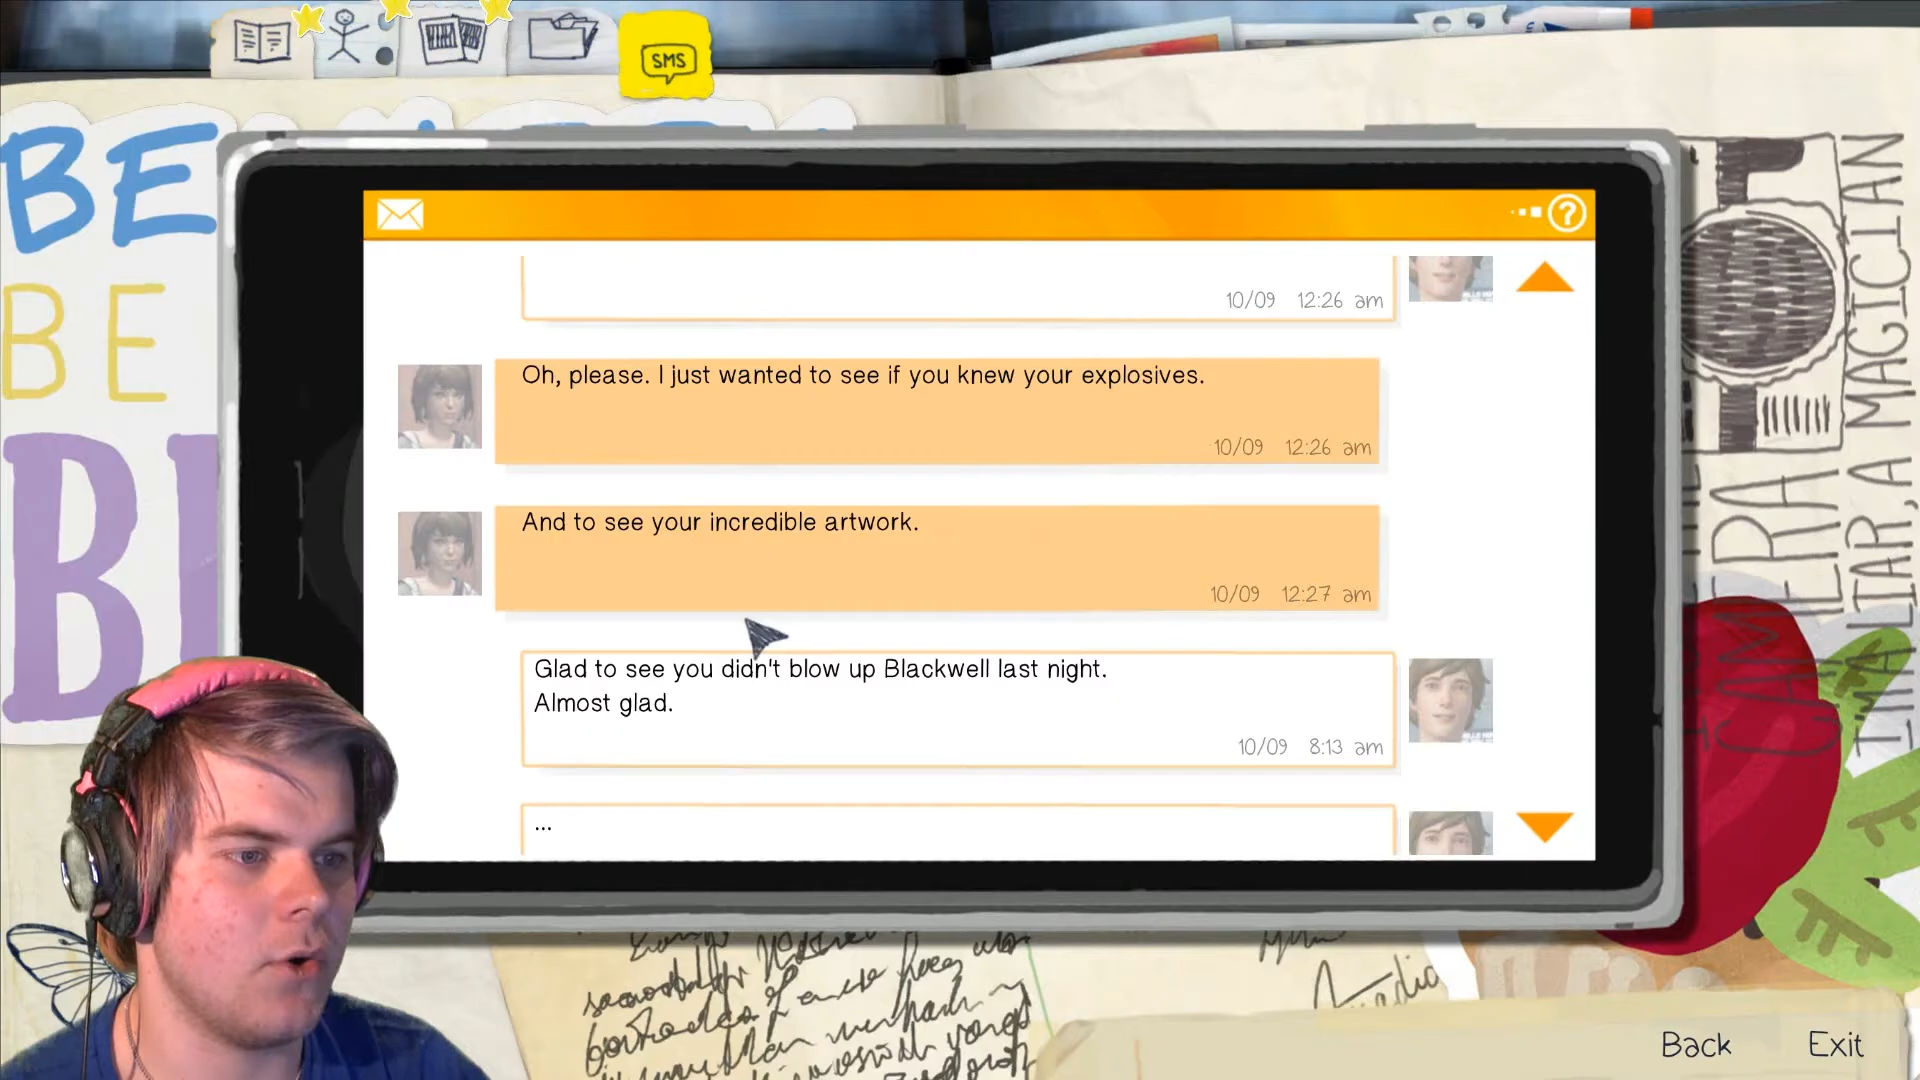 SMS
BE
BE
10/09 12:26 am
Oh, please. I just wanted to see if you knew your explosives.
10/09 12:26 am
And to see your incredible artwork.
10/09 12:27 am
Glad to see you didn't blow up Blackwell last night.
Almost glad.
10/09 8:13 am
...
CAMERA
LIAR, A MAGICIAN
Back
Exit